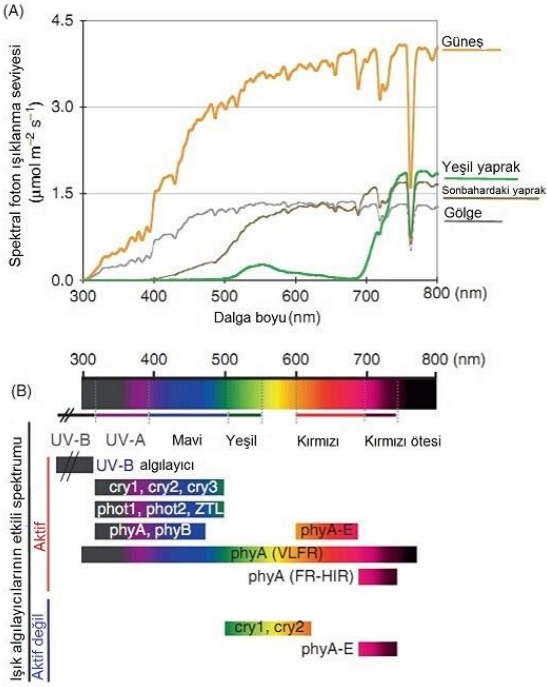 (A)
Spektral foton ışıklanma seviyesi
(µmol m⁻² s⁻¹)
4.5
3.0
1.5
0.0
300 400 500 600 700 800 (nm)
Dalga boyu (nm)
Güneş
Yeşil yaprak
Sonbahardaki yaprak
Gölge
300 400 500 600 700 800 (nm)
(B)
UV-B UV-A Mavi Yeşil Kırmızı Kırmızı ötesi
Işık algılayıcılarının etkili spektrumu
Aktif
UV-B algılayıcı
cry1, cry2, cry3
phot1, phot2, ZTL
phyA, phyB phyA-E
phyA (VLFR)
phyA (FR-HIR)
Aktif değil
cry1, cry2
phyA-E